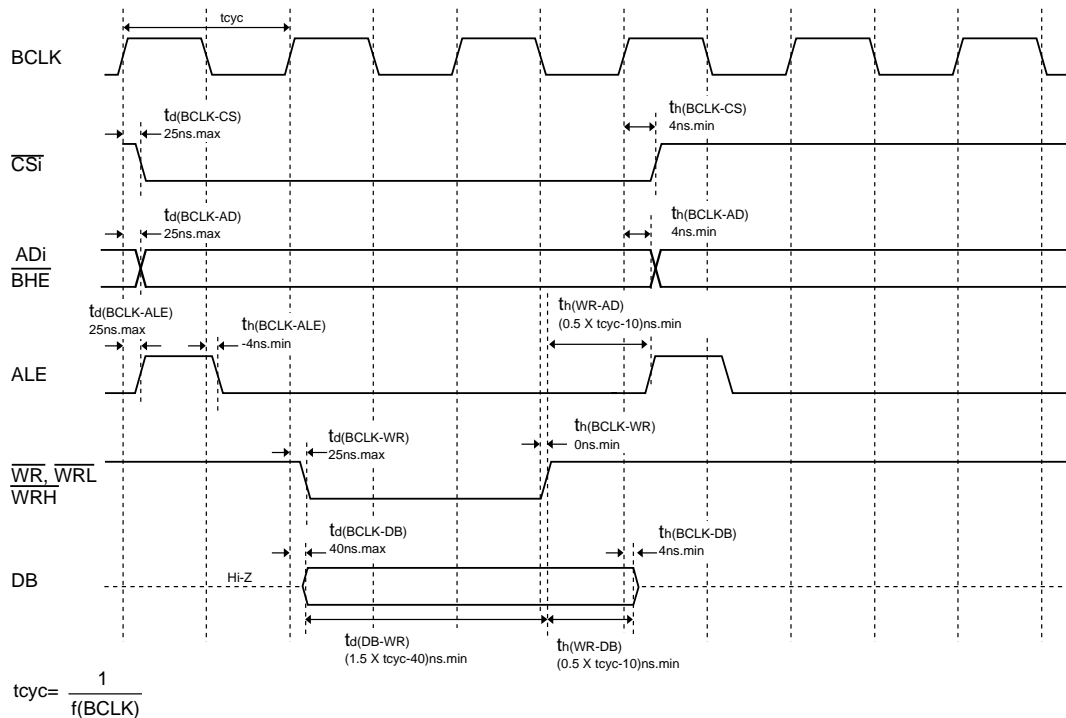 tcyc
BCLK
td(BCLK-CS)
25ns.max
th(BCLK-CS)
4ns.min
CSi
td(BCLK-AD)
25ns.max
th(BCLK-AD)
4ns.min
ADi
BHE
td(BCLK-ALE)
25ns.max
th(BCLK-ALE)
-4ns.min
th(WR-AD)
(0.5 X tcyc-10)ns.min
ALE
td(BCLK-WR)
25ns.max
th(BCLK-WR)
0ns.min
WR, WRL
WRH
td(BCLK-DB)
40ns.max
th(BCLK-DB)
4ns.min
DB
Hi-Z
td(DB-WR)
(1.5 X tcyc-40)ns.min
th(WR-DB)
(0.5 X tcyc-10)ns.min
tcyc= 1
f(BCLK)